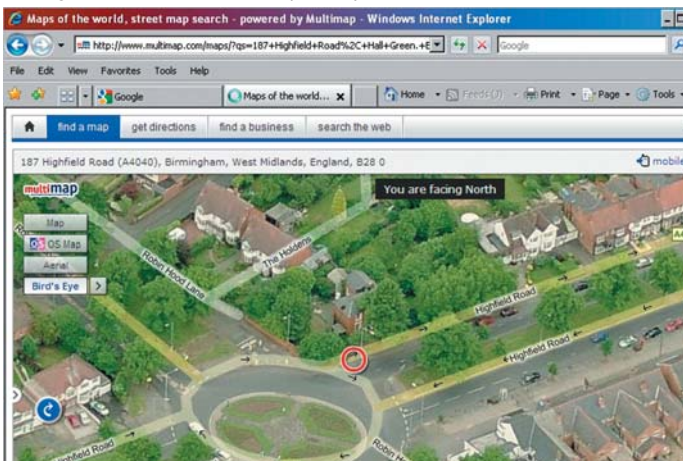 Maps of the world, street map search - powered by Multimap - Windows Internet Explorer
http://www.multimap.com/maps/?qs=187+Highfield+Road%2C+Hall+Green.+E
Google
File Edit View Favorites Tools Help
Google
Maps of the world...
Home
Feeds (J)
Print
Page
Tools
find a map
get directions
find a business
search the web
187 Highfield Road (A4040), Birmingham, West Midlands, England, B28 0
mobile
multimap
You are facing North
Map
OS OS Map
Aerial
Bird's Eye
The Holdens
Robin Hood Lane
Highfield Road
Highfield Road